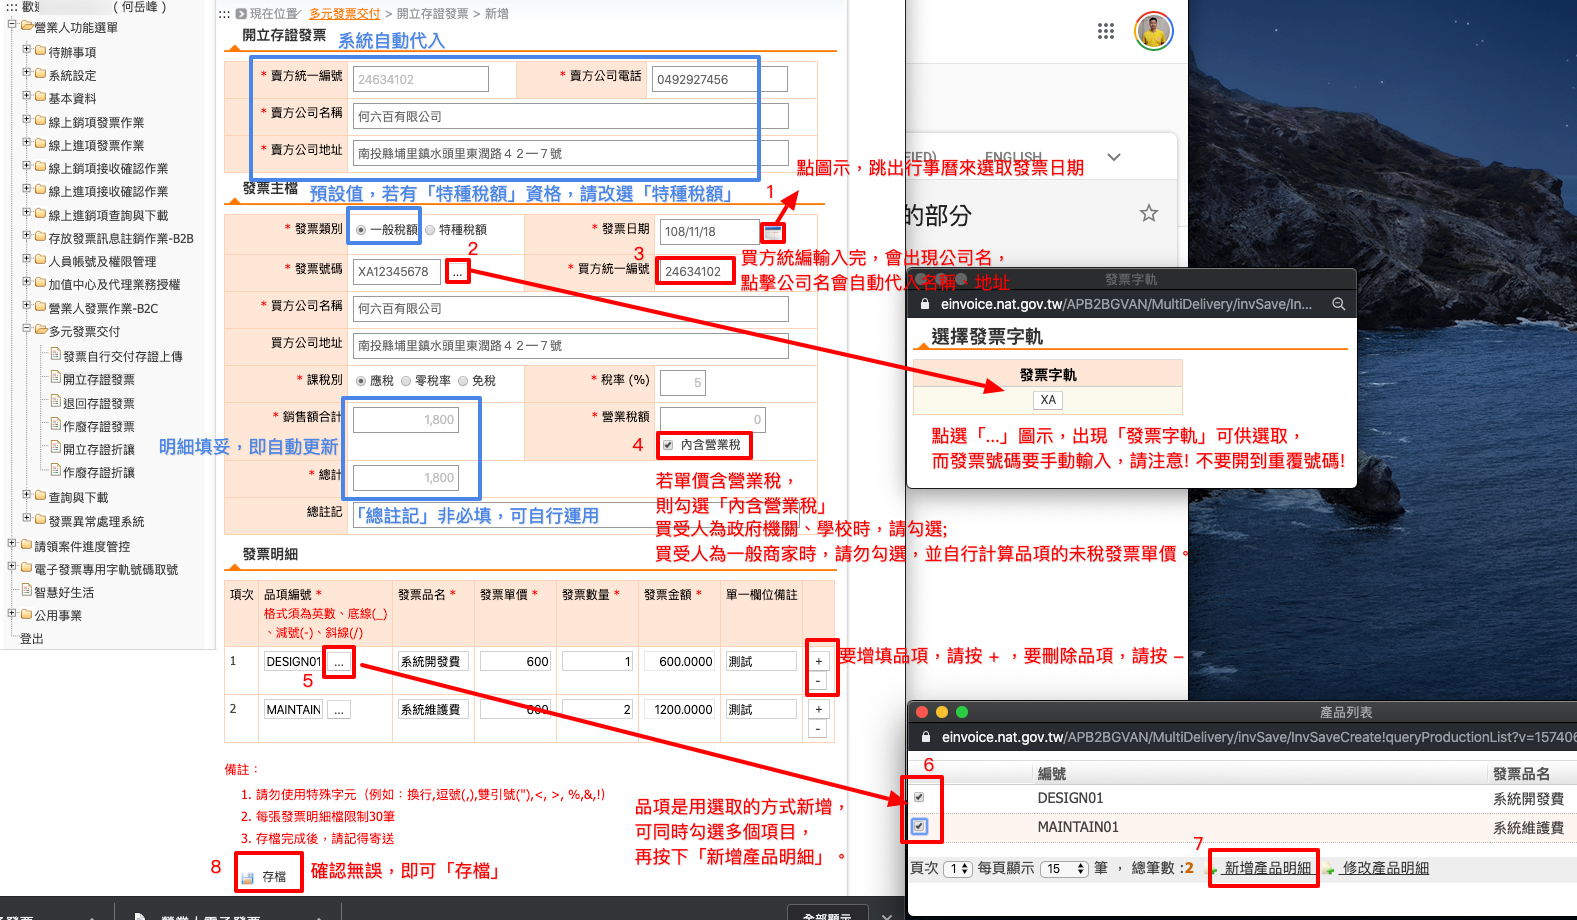 ::: 歡迎 （ 何岳峰 ）
營業人功能選單
待辦事項
系統設定
基本資料
線上銷項發票作業
線上進項發票作業
線上銷項接收確認作業
線上進項接收確認作業
線上進銷項查詢與下載
存放發票訊息註銷作業-B2B
人員帳號及權限管理
加值中心及代理業務授權
營業人發票作業-B2C
多元發票交付
發票自行交付存證上傳
開立存證發票
退回存證發票
作廢存證發票
開立存證折讓
作廢存證折讓
查詢與下載
發票異常處理系統
請領案件進度管控
電子發票專用字軌號碼取號
智慧好生活
公用事業
登出
::: 現在位置 多元發票交付 > 開立存證發票 > 新增
開立存證發票 系統自動代入
* 賣方統一編號 24634102 * 賣方公司電話 0492927456
* 賣方公司名稱 何六百有限公司
* 賣方公司地址 南投縣埔里鎮水頭里東潤路４２一７號
發票主檔 預設值，若有「特種稅額」資格，請改選「特種稅額」
1 點圖示，跳出行事曆來選取發票日期
* 發票類別 一般稅額 特種稅額 * 發票日期 108/11/18
2 3
* 發票號碼 XA12345678 ... * 買方統一編號 24634102
買方統編輸入完，會出現公司名，
點擊公司名會自動代入名稱、地址
* 買方公司名稱 何六百有限公司
買方公司地址 南投縣埔里鎮水頭里東潤路４２一７號
* 課稅別 應稅 零稅率 免稅 * 稅率 (%) 5
* 銷售額合計 1,800 * 營業稅額 0
明細填妥，即自動更新
4 內含營業稅
* 總計 1,800
總註記 「總註記」非必填，可自行運用
若單價含營業稅，
則勾選「內含營業稅」
買受人為政府機關、學校時，請勾選;
買受人為一般商家時，請勿勾選，並自行計算品項的未稅發票單價。
發票明細
項次 品項編號 * 發票品名 * 發票單價 * 發票數量 * 發票金額 * 單一欄位備註
格式須為英數、底線(_)
、減號(-)、斜線(/)
1 DESIGN01 ... 系統開發費 600 1 600.0000 測試 + -
5
要增填品項，請按 + ，要刪除品項，請按 −
2 MAINTAIN ... 系統維護費 600 2 1200.0000 測試 + -
備註：
1. 請勿使用特殊字元（例如：換行,逗號(,),雙引號("),<, >, %,&,!)
2. 每張發票明細檔限制30筆
3. 存檔完成後，請記得寄送
8 存檔 確認無誤，即可「存檔」
品項是用選取的方式新增，
可同時勾選多個項目，
再按下「新增產品明細」。
ENGLISH
的部分
發票字軌
einvoice.nat.gov.tw/APB2BGVAN/MultiDelivery/invSave/In...
選擇發票字軌
發票字軌
XA
點選「...」圖示，出現「發票字軌」可供選取，
而發票號碼要手動輸入，請注意! 不要開到重覆號碼!
產品列表
einvoice.nat.gov.tw/APB2BGVAN/MultiDelivery/invSave/InvSaveCreate!queryProductionList?v=157406
6
編號 發票品名
DESIGN01 系統開發費
MAINTAIN01 系統維護費
7
頁次 1 每頁顯示 15 筆 ， 總筆數 :2 新增產品明細 修改產品明細
全部顯示